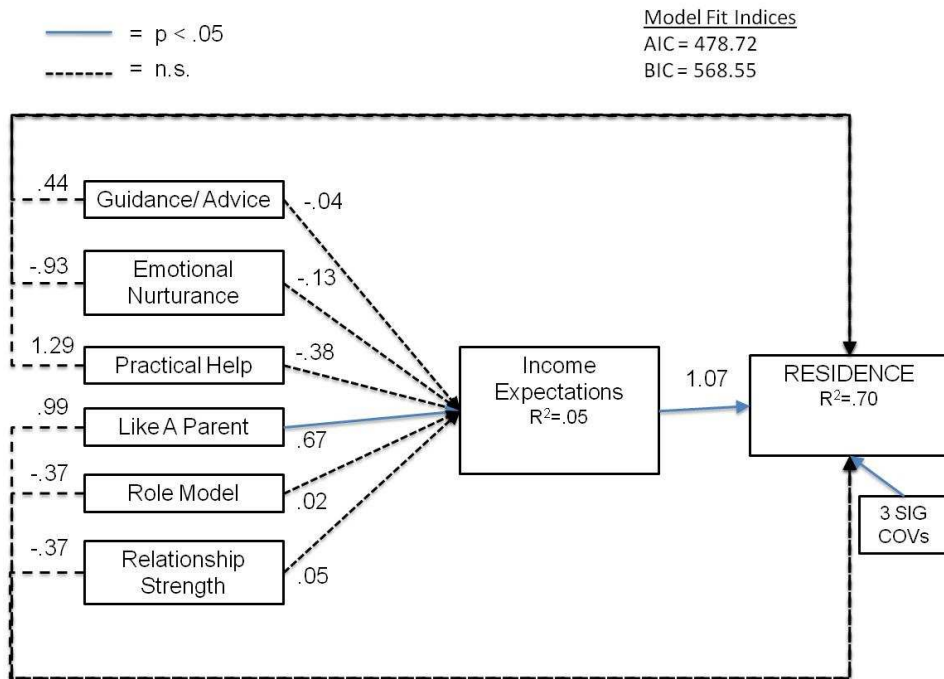 = p < .05
= n.s.
Model Fit Indices
AIC = 478.72
BIC = 568.55
.44
Guidance/ Advice
-.04
-.93
Emotional
Nurturance
-.13
1.29
Practical Help
-.38
.99
Like A Parent
.67
-.37
Role Model
.02
-.37
Relationship
Strength
.05
Income
Expectations
R²=.05
1.07
RESIDENCE
R²=.70
3 SIG
COVs